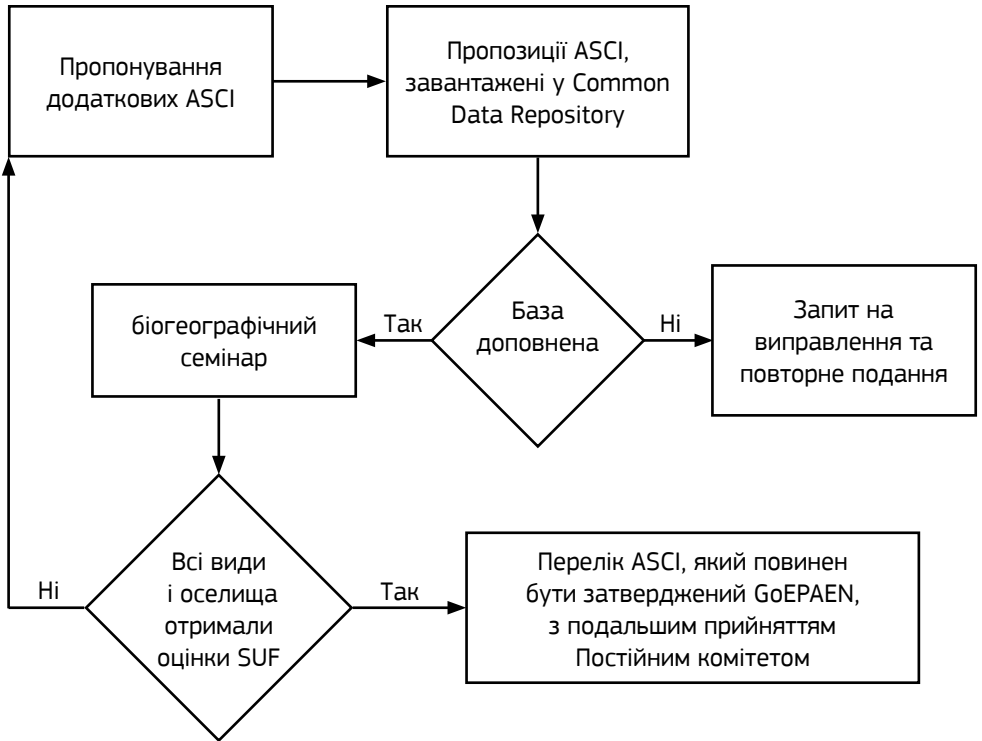 Пропонування
додаткових ASCI
Пропозиції ASCI,
завантажені у Common
Data Repository
біогеографічний
семінар
Так
База
доповнена
Ні
Запит на
виправлення та
повторне подання
Ні
Всі види
і оселища
отримали
оцінки SUF
Так
Перелік ASCI, який повинен
бути затверджений GoEPAEN,
з подальшим прийняттям
Постійним комітетом